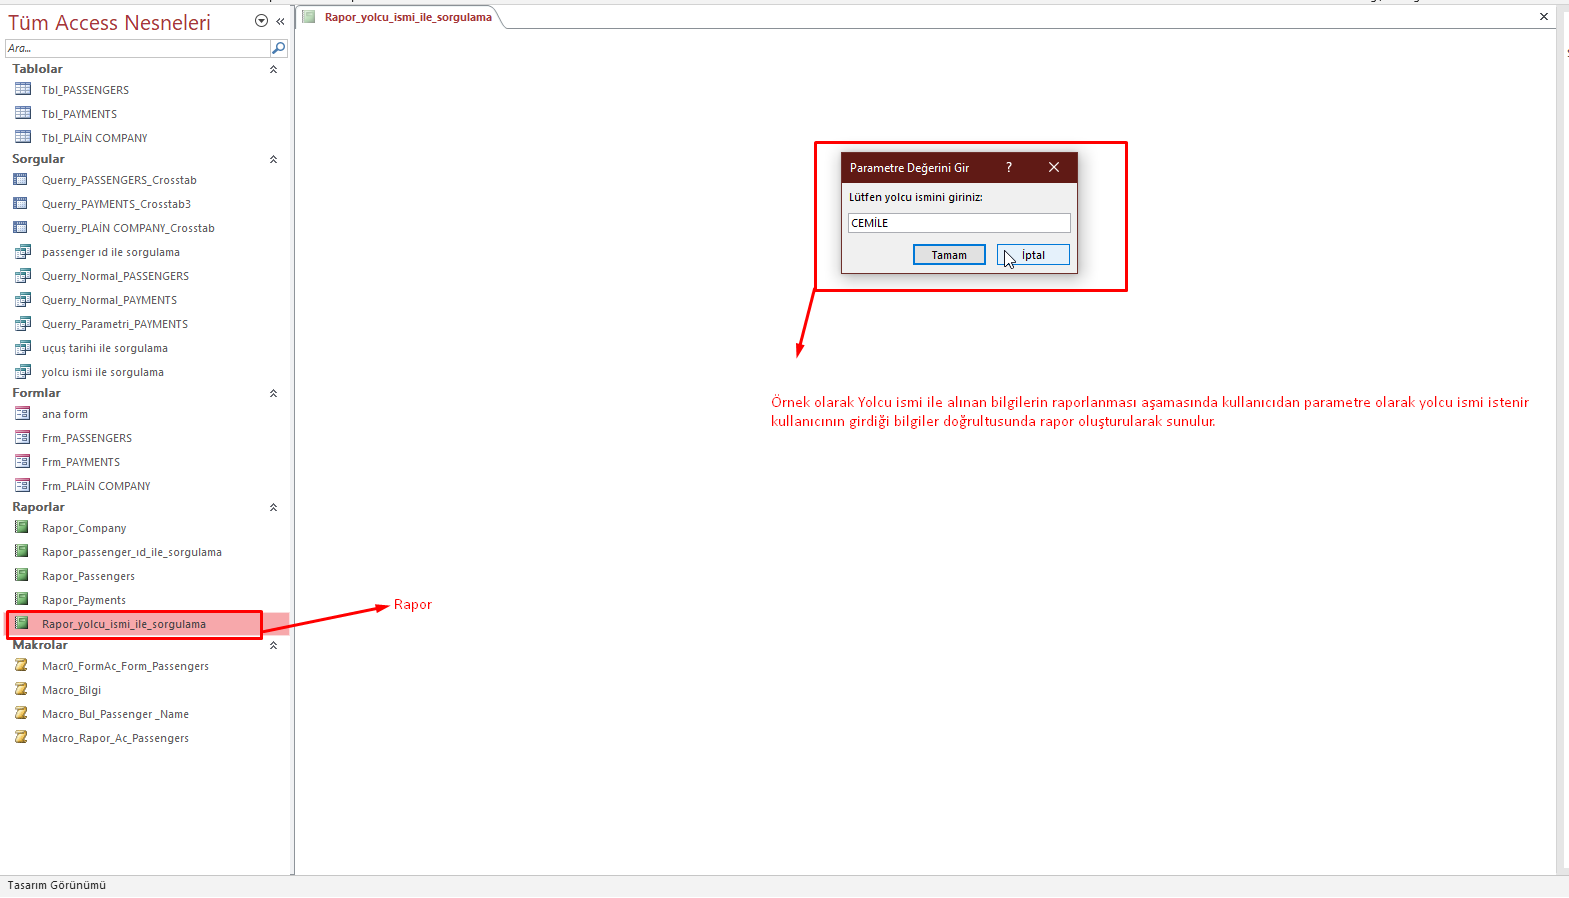 Tüm Access Nesneleri
Ara...
Tablolar
Tbl_PASSENGERS
Tbl_PAYMENTS
Tbl_PLAİN COMPANY
Sorgular
Querry_PASSENGERS_Crosstab
Querry_PAYMENTS_Crosstab3
Querry_PLAİN COMPANY_Crosstab
passenger ıd ile sorgulama
Querry_Normal_PASSENGERS
Querry_Normal_PAYMENTS
Querry_Parametri_PAYMENTS
uçuş tarihi ile sorgulama
yolcu ismi ile sorgulama
Formlar
ana form
Frm_PASSENGERS
Frm_PAYMENTS
Frm_PLAİN COMPANY
Raporlar
Rapor_Company
Rapor_passenger_ıd_ile_sorgulama
Rapor_Passengers
Rapor_Payments
Rapor_yolcu_ismi_ile_sorgulama
Makrolar
Macr0_FormAc_Form_Passengers
Macro_Bilgi
Macro_Bul_Passenger _Name
Macro_Rapor_Ac_Passengers
Tasarım Görünümü
Rapor_yolcu_ismi_ile_sorgulama
Parametre Değerini Gir
?
Lütfen yolcu ismini giriniz:
CEMİLE
Tamam
İptal
Örnek olarak Yolcu ismi ile alınan bilgilerin raporlanması aşamasında kullanıcıdan parametre olarak yolcu ismi istenir
kullanıcının girdiği bilgiler doğrultusunda rapor oluşturularak sunulur.
Rapor